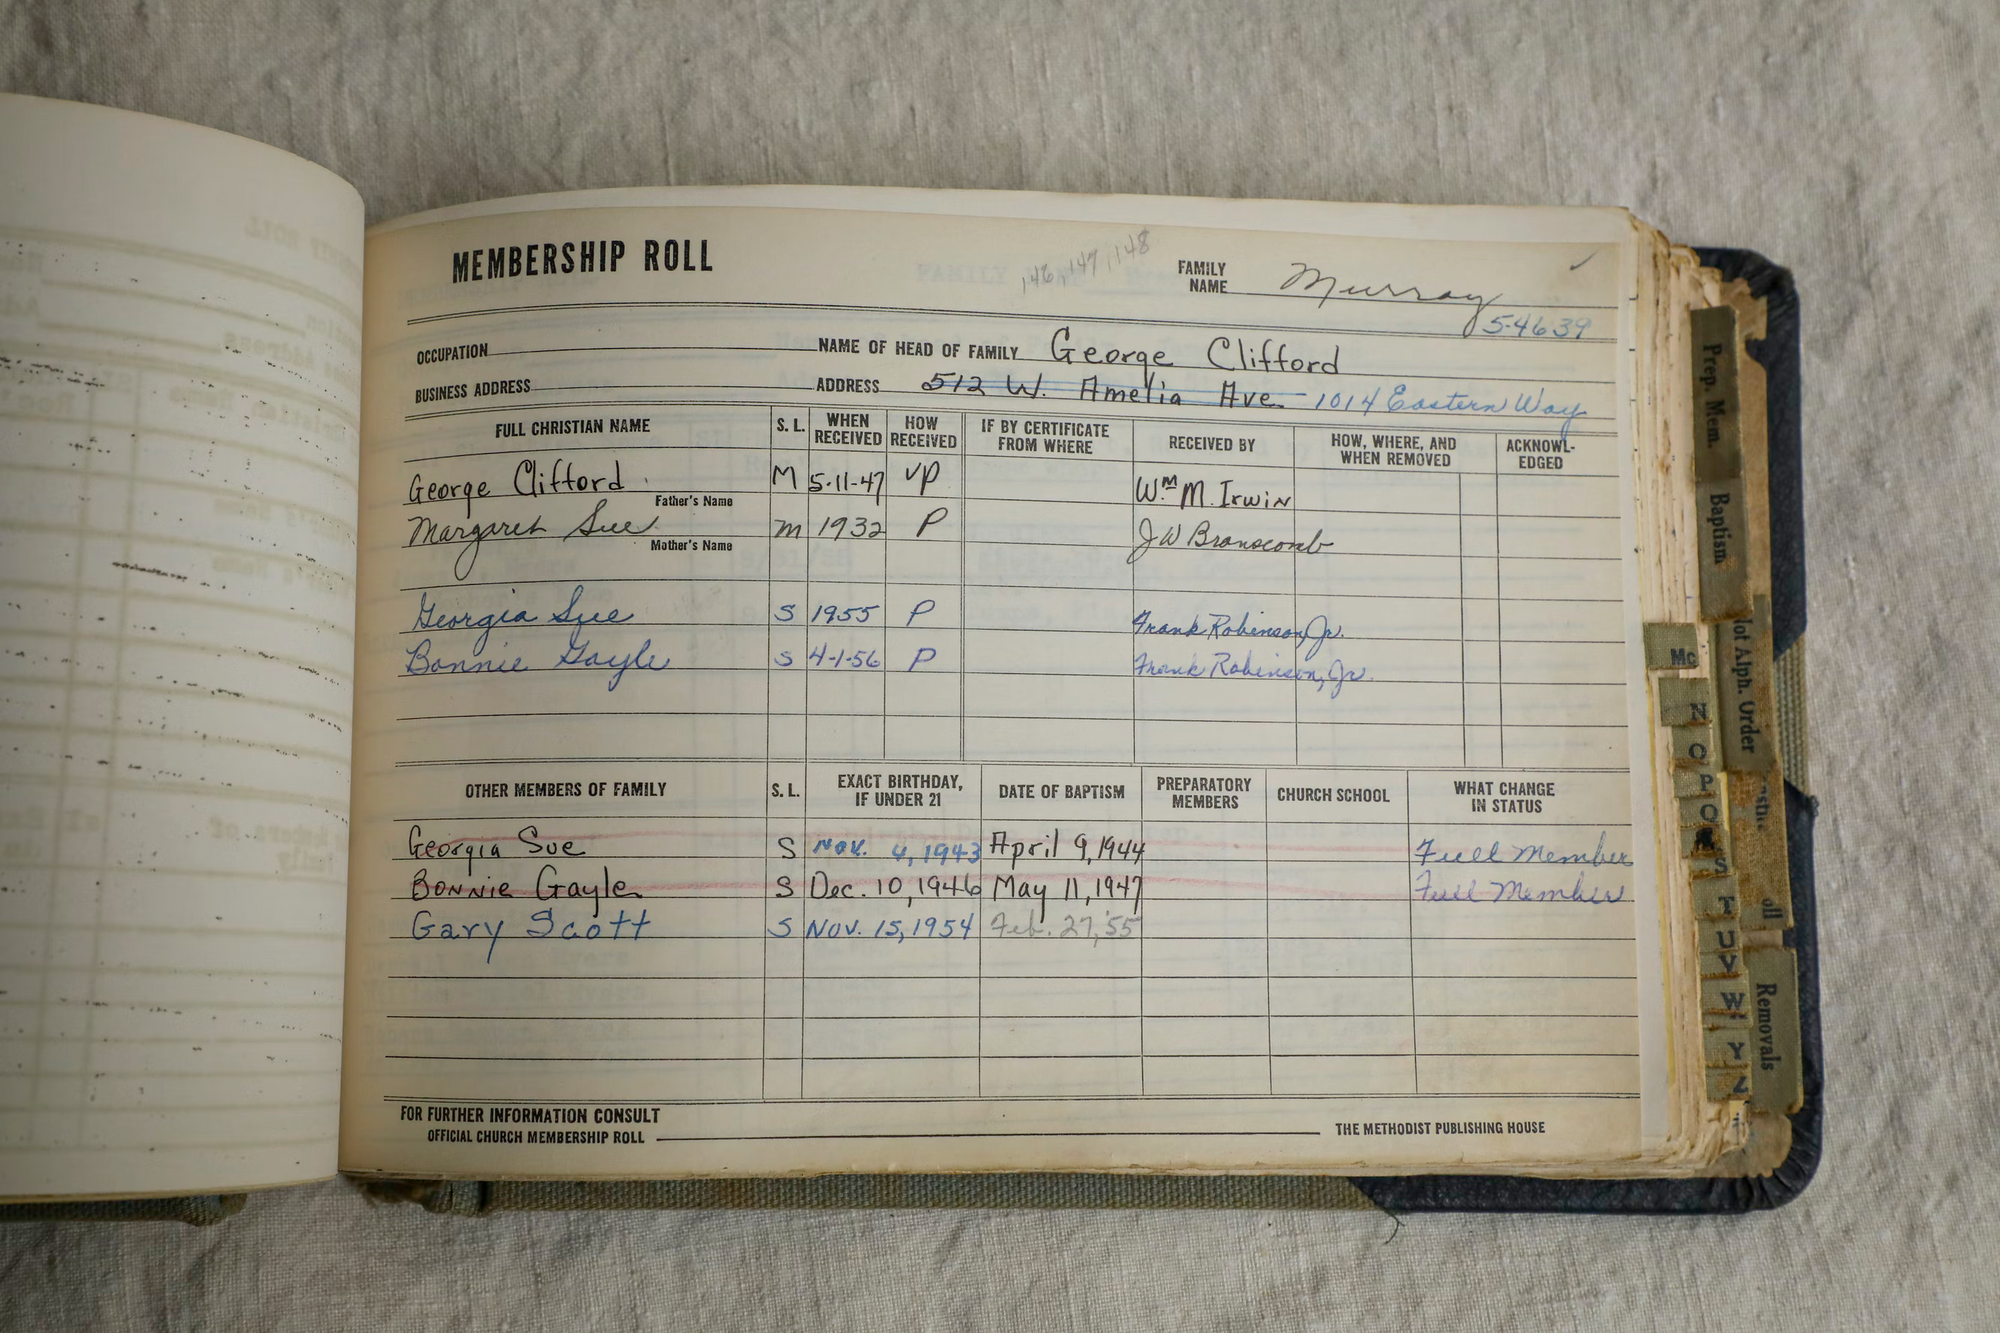 MEMBERSHIP ROLL
146, 147, 148
FAMILY NAME Murray
5-4639
OCCUPATION NAME OF HEAD OF FAMILY George Clifford
BUSINESS ADDRESS ADDRESS 512 W. Amelia Ave 1014 Eastern Way
FULL CHRISTIAN NAME S. L. WHEN RECEIVED HOW RECEIVED IF BY CERTIFICATE FROM WHERE RECEIVED BY HOW, WHERE, AND WHEN REMOVED ACKNOWL-EDGED
George Clifford M 5-11-47 VP Wm M. Irwin
Father's Name
Margaret Sue M 1932 P J W Branscomb
Mother's Name
Georgia Sue S 1955 P Frank Robinson, Jr.
Bonnie Gayle S 4-1-56 P Frank Robinson, Jr.
OTHER MEMBERS OF FAMILY S. L. EXACT BIRTHDAY, IF UNDER 21 DATE OF BAPTISM PREPARATORY MEMBERS CHURCH SCHOOL WHAT CHANGE IN STATUS
Georgia Sue S Nov. 4, 1943 April 9, 1944 Full Member
Bonnie Gayle S Dec. 10, 1946 May 11, 1947 Full Member
Gary Scott S Nov. 15, 1954 Feb. 27, '55
FOR FURTHER INFORMATION CONSULT
OFFICIAL CHURCH MEMBERSHIP ROLL THE METHODIST PUBLISHING HOUSE
Prep. Mem.
Baptism
Not Alph. Order
Removals
Mc
N
O
P
Q
S
T
U
V
W
Y
Z